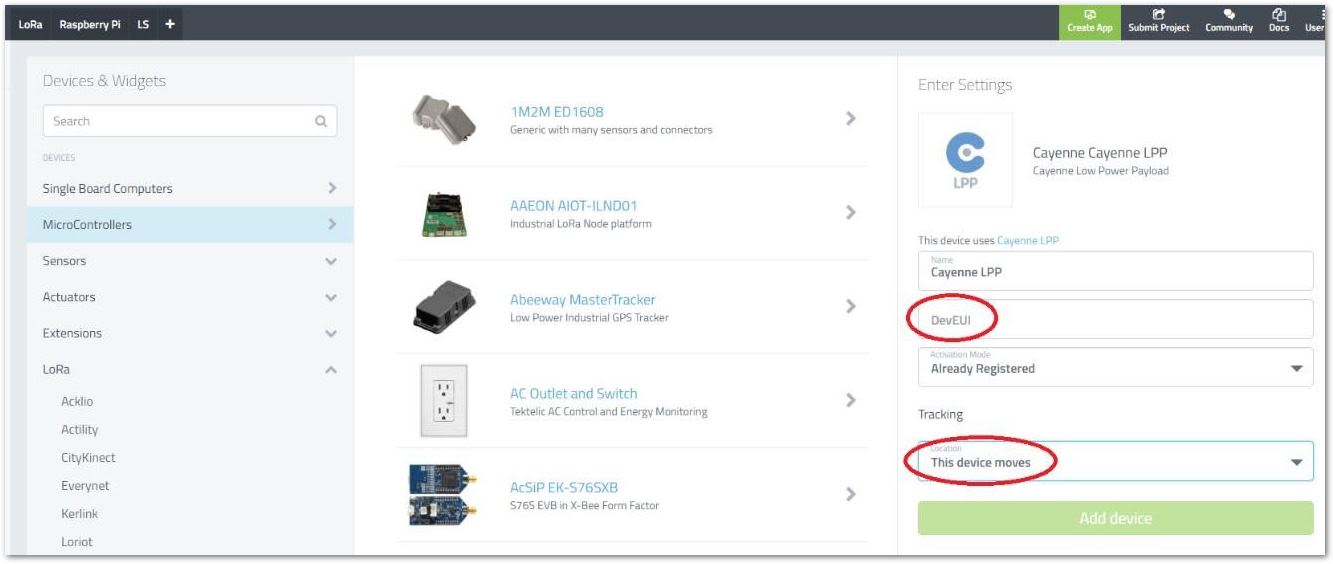 LoRa Raspberry Pi LS +
Create App Submit Project Community Docs User
Devices & Widgets
Search
DEVICES
Single Board Computers
MicroControllers
Sensors
Actuators
Extensions
LoRa
Acklio
Actility
CityKinect
Everynet
Kerlink
Loriot
1M2M ED1608
Generic with many sensors and connectors
AAEON AIOT-ILND01
Industrial LoRa Node platform
Abeeway MasterTracker
Low Power Industrial GPS Tracker
AC Outlet and Switch
Tektelic AC Control and Energy Monitoring
AcSiP EK-S76SXB
S76S EVB in X-Bee Form Factor
Enter Settings
LPP
Cayenne Cayenne LPP
Cayenne Low Power Payload
This device uses Cayenne LPP
Name
Cayenne LPP
DevEUI
Activation Mode
Already Registered
Tracking
Location
This device moves
Add device